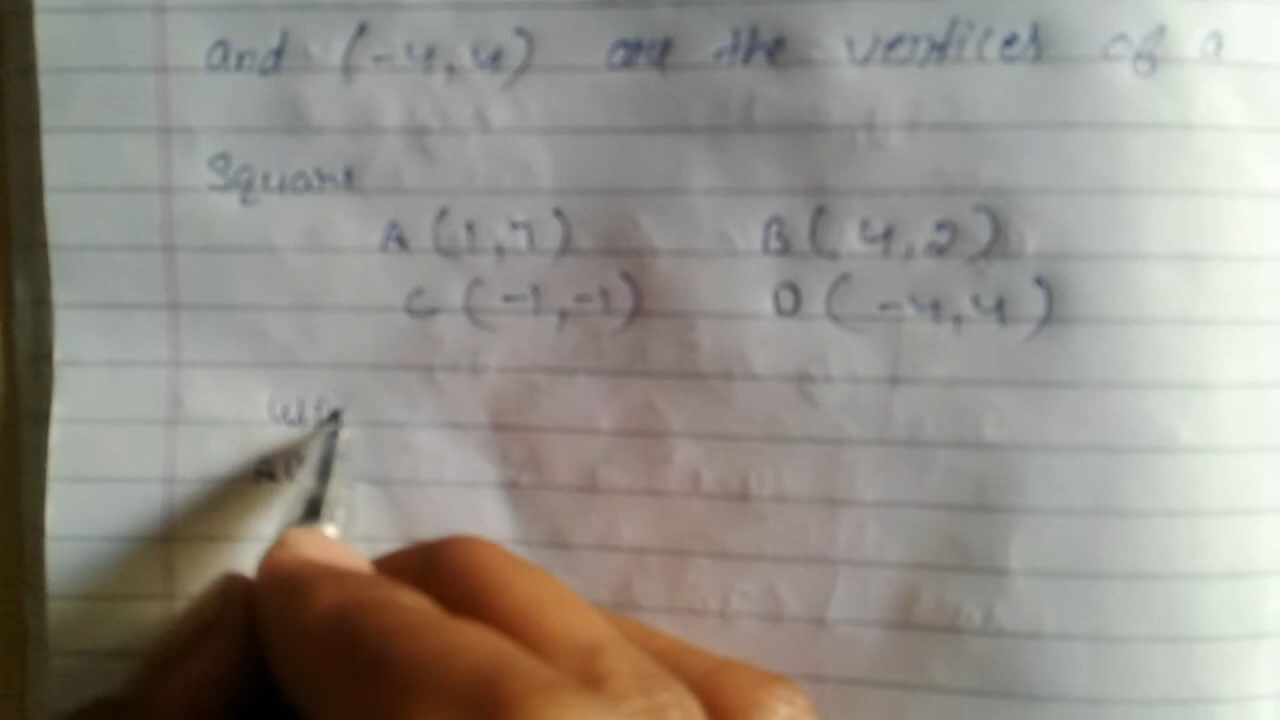 and (-4,4) are the vertices of a
Square
A (1,7) B (4,2)
C (-1,-1) D (-4,4)